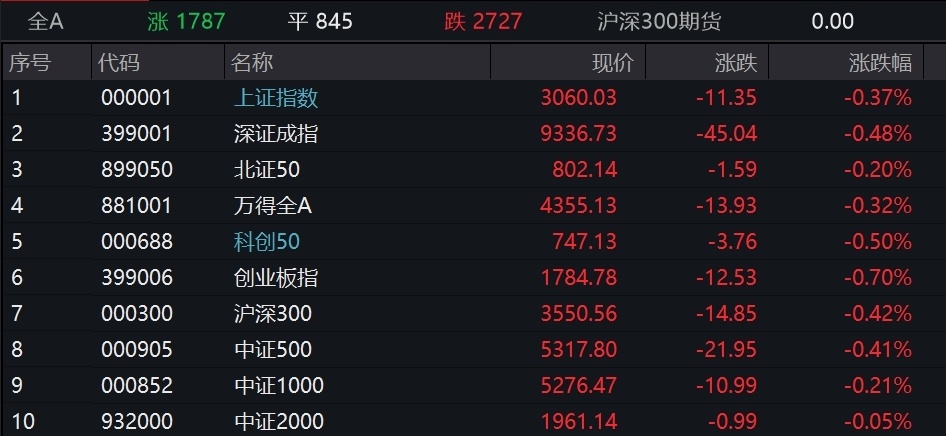 全A 涨 1787 平 845 跌 2727 沪深300期货 0.00
序号 代码 名称 现价 涨跌 涨跌幅
1 000001 上证指数 3060.03 -11.35 -0.37%
2 399001 深证成指 9336.73 -45.04 -0.48%
3 899050 北证50 802.14 -1.59 -0.20%
4 881001 万得全A 4355.13 -13.93 -0.32%
5 000688 科创50 747.13 -3.76 -0.50%
6 399006 创业板指 1784.78 -12.53 -0.70%
7 000300 沪深300 3550.56 -14.85 -0.42%
8 000905 中证500 5317.80 -21.95 -0.41%
9 000852 中证1000 5276.47 -10.99 -0.21%
10 932000 中证2000 1961.14 -0.99 -0.05%